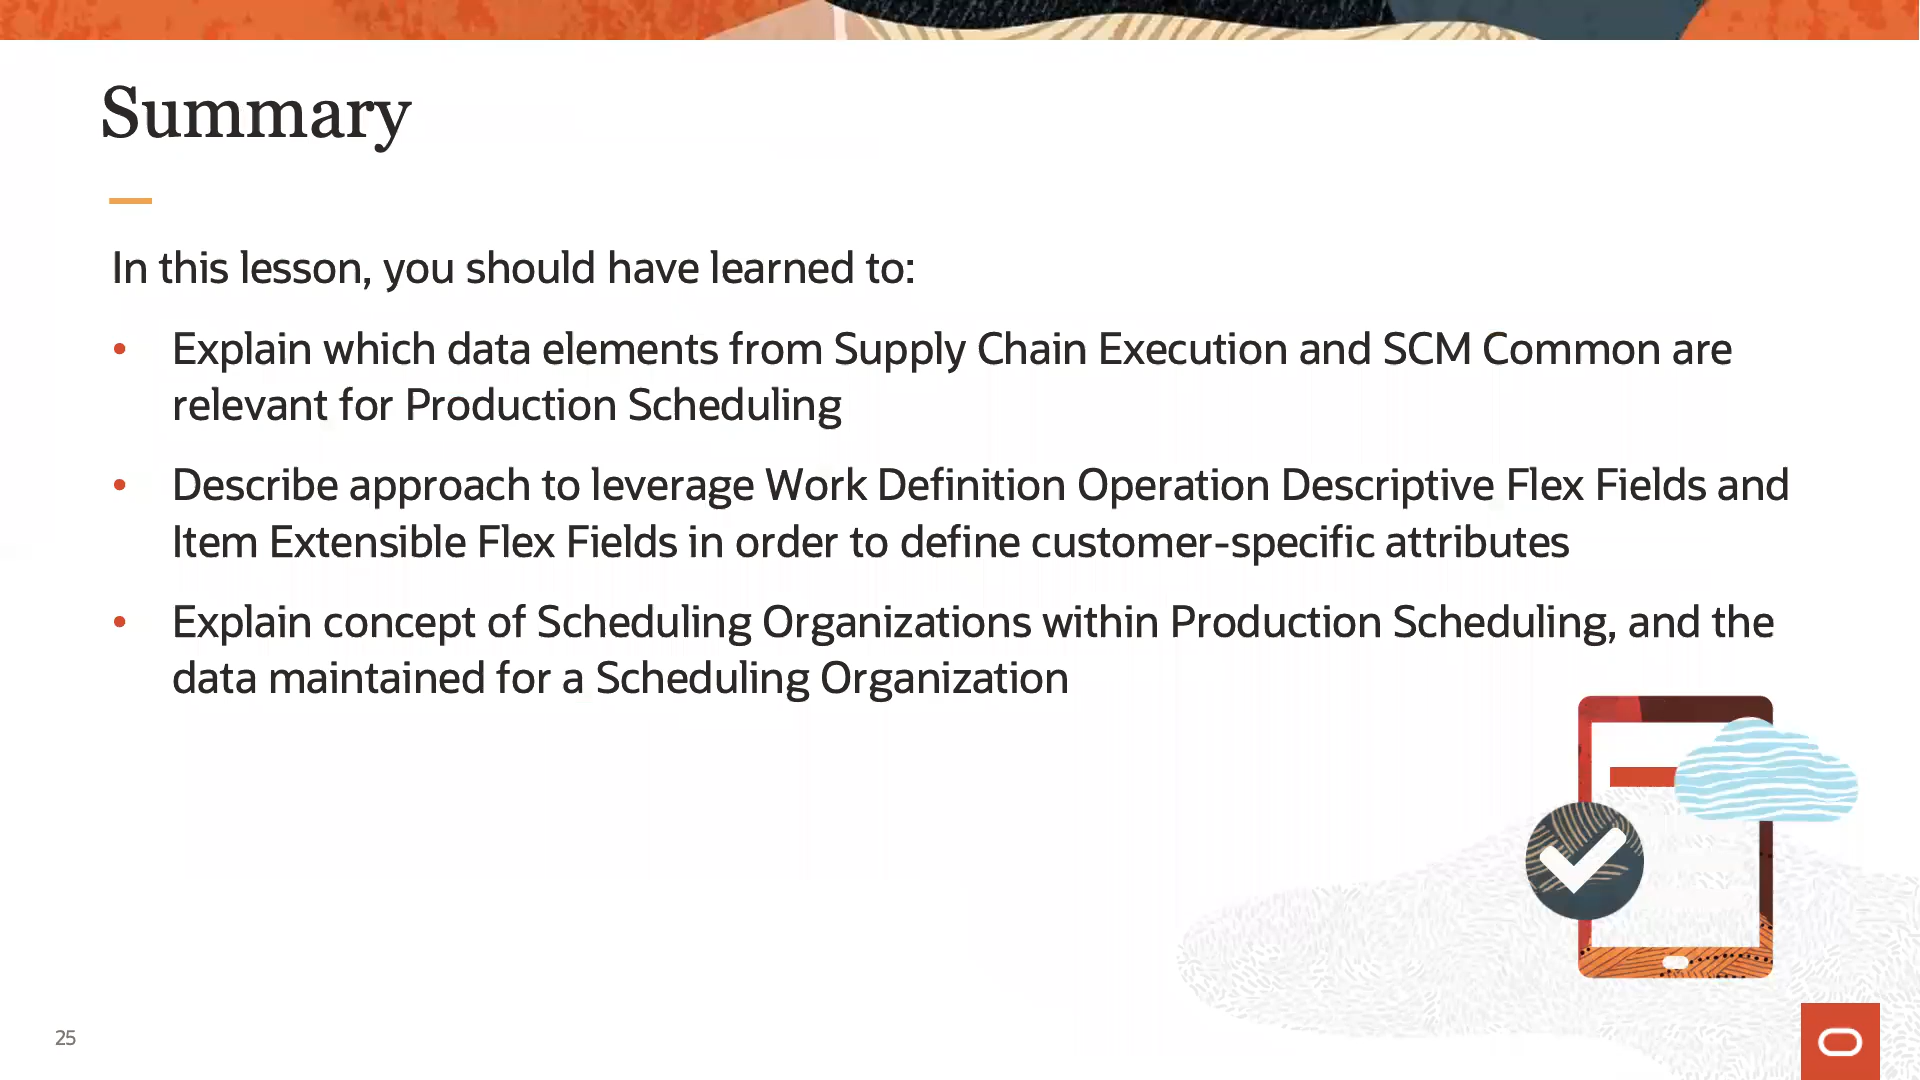 Summary
In this lesson, you should have learned to:
• Explain which data elements from Supply Chain Execution and SCM Common are
relevant for Production Scheduling
• Describe approach to leverage Work Definition Operation Descriptive Flex Fields and
Item Extensible Flex Fields in order to define customer-specific attributes
• Explain concept of Scheduling Organizations within Production Scheduling, and the
data maintained for a Scheduling Organization
25